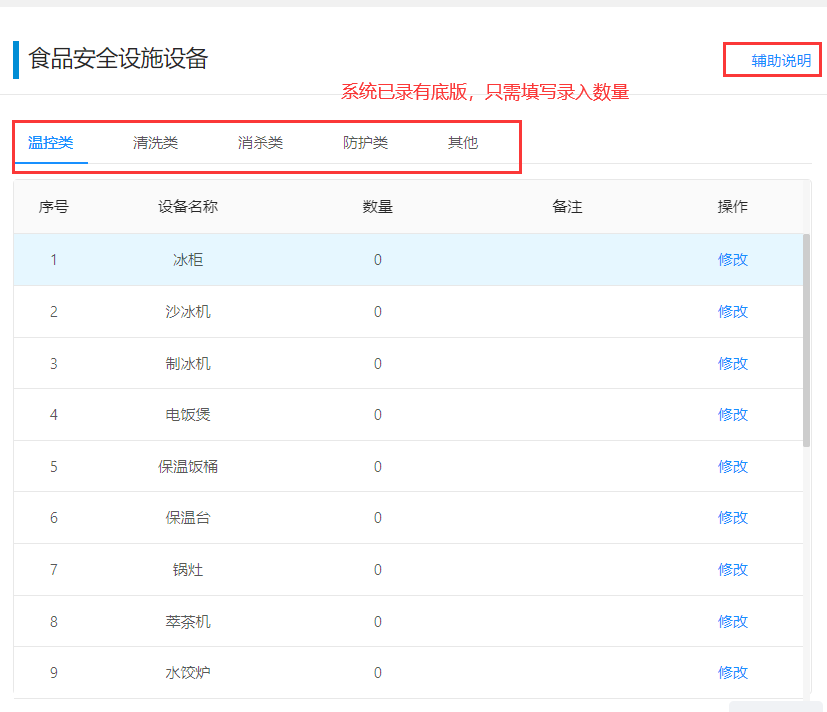 食品安全设施设备
辅助说明
系统已录有底版，只需填写录入数量
温控类 清洗类 消杀类 防护类 其他
序号 设备名称 数量 备注 操作
1 冰柜 0 修改
2 沙冰机 0 修改
3 制冰机 0 修改
4 电饭煲 0 修改
5 保温饭桶 0 修改
6 保温台 0 修改
7 锅灶 0 修改
8 萃茶机 0 修改
9 水饺炉 0 修改